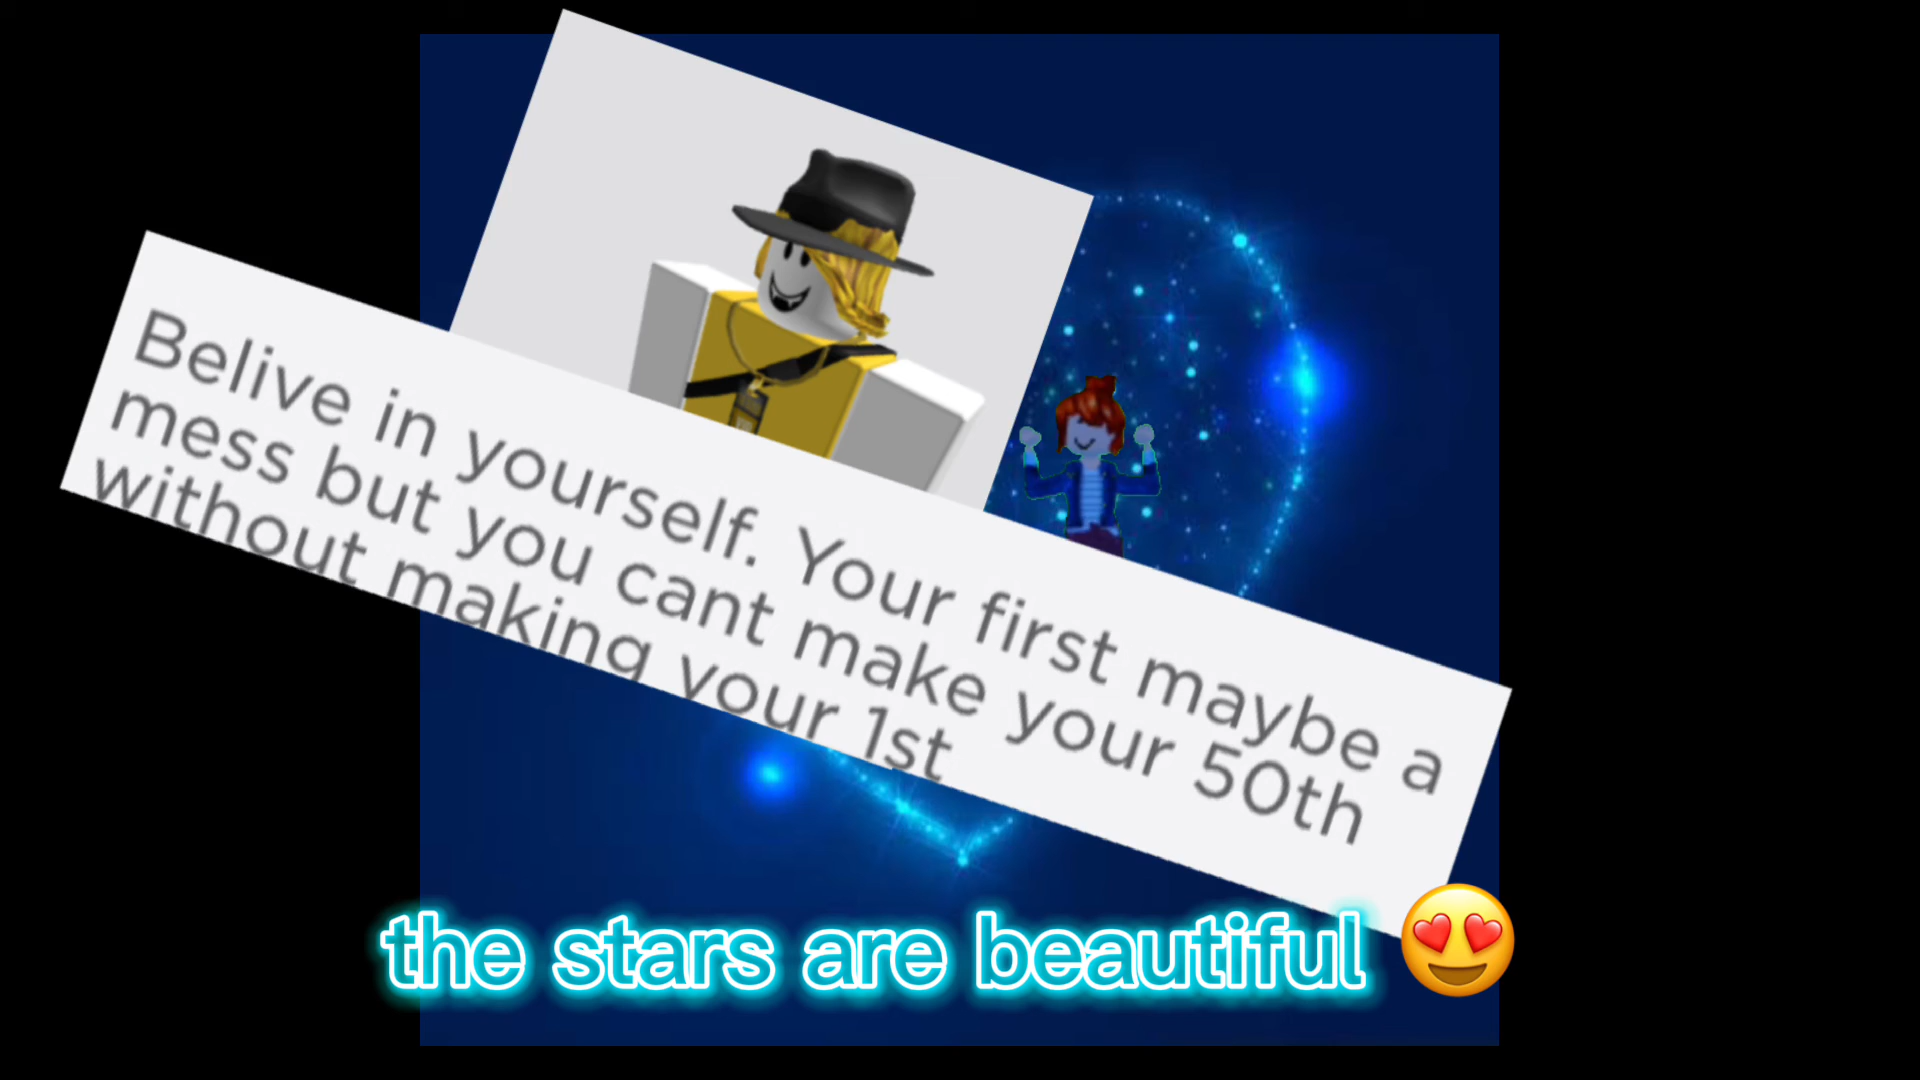 Belive in yourself. Your first maybe a
mess but you cant make your 50th
without making your 1st
the stars are beautiful 😍